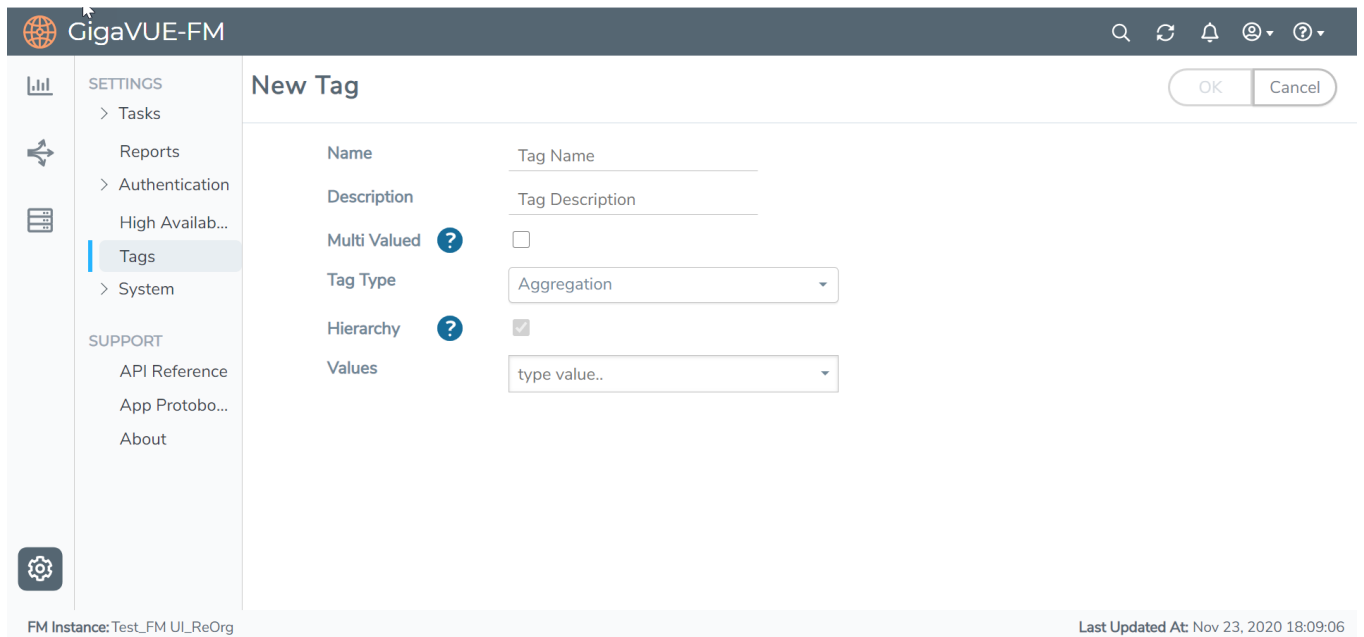 GigaVUE-FM
SETTINGS
Tasks
Reports
Authentication
High Availab...
Tags
System
SUPPORT
API Reference
App Protobo...
About
New Tag
OK
Cancel
Name
Tag Name
Description
Tag Description
Multi Valued ?
Tag Type
Aggregation
Hierarchy ?
Values
type value..
FM Instance: Test_FM UI_ReOrg
Last Updated At: Nov 23, 2020 18:09:06